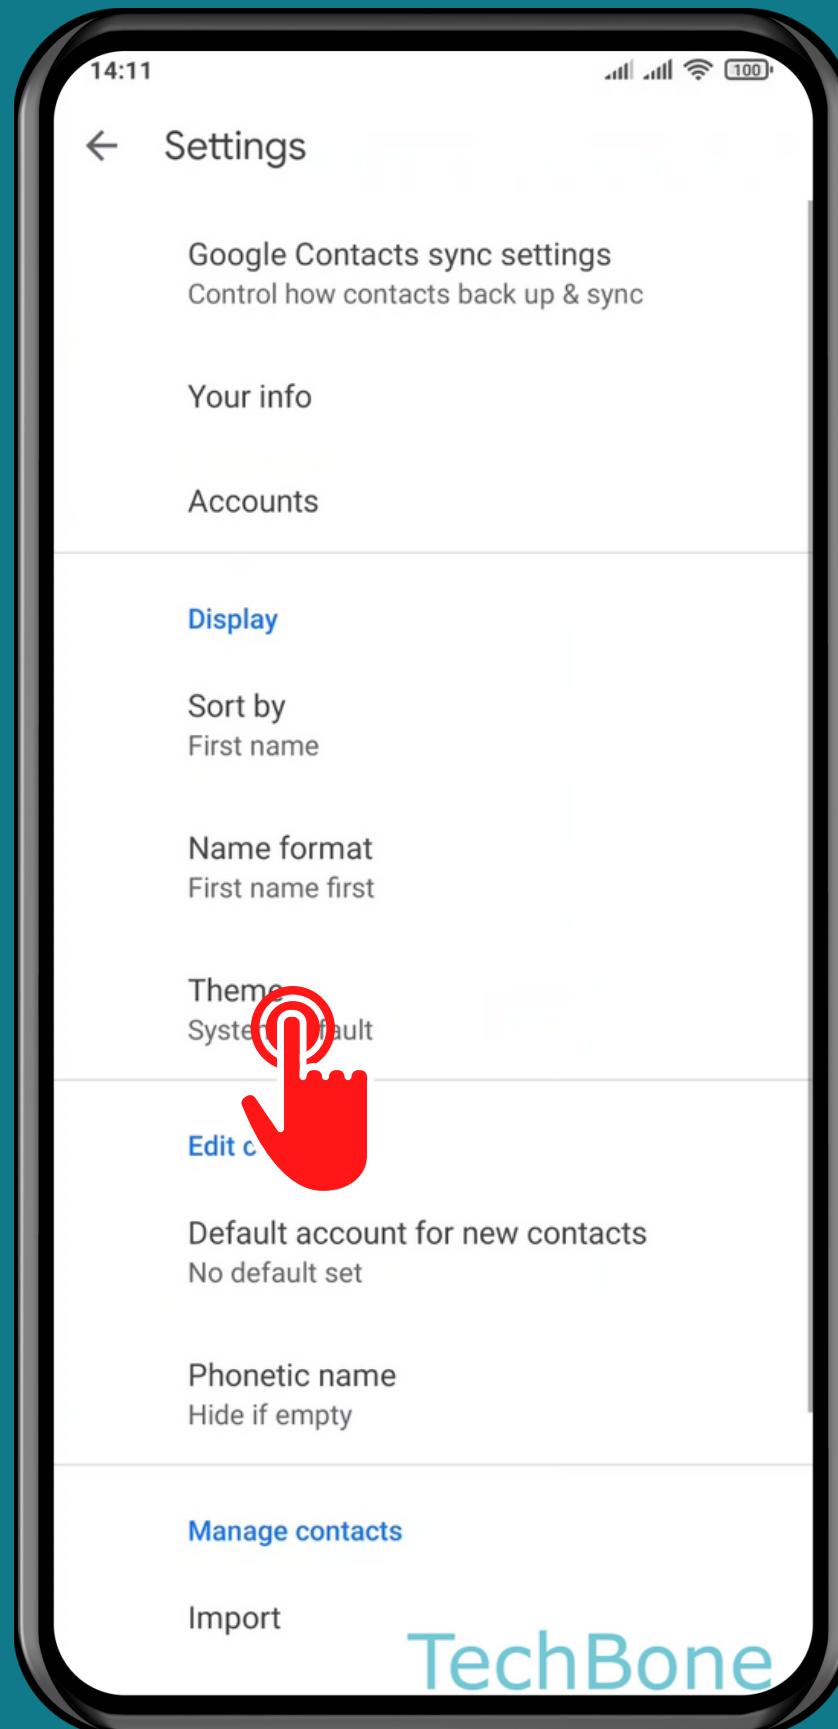 14:11
100
Settings
Google Contacts sync settings
Control how contacts back up & sync
Your info
Accounts
Display
Sort by
First name
Name format
First name first
Theme
Edit
Default account for new contacts
No default set
Phonetic name
Hide if empty
Manage contacts
Import
TechBone